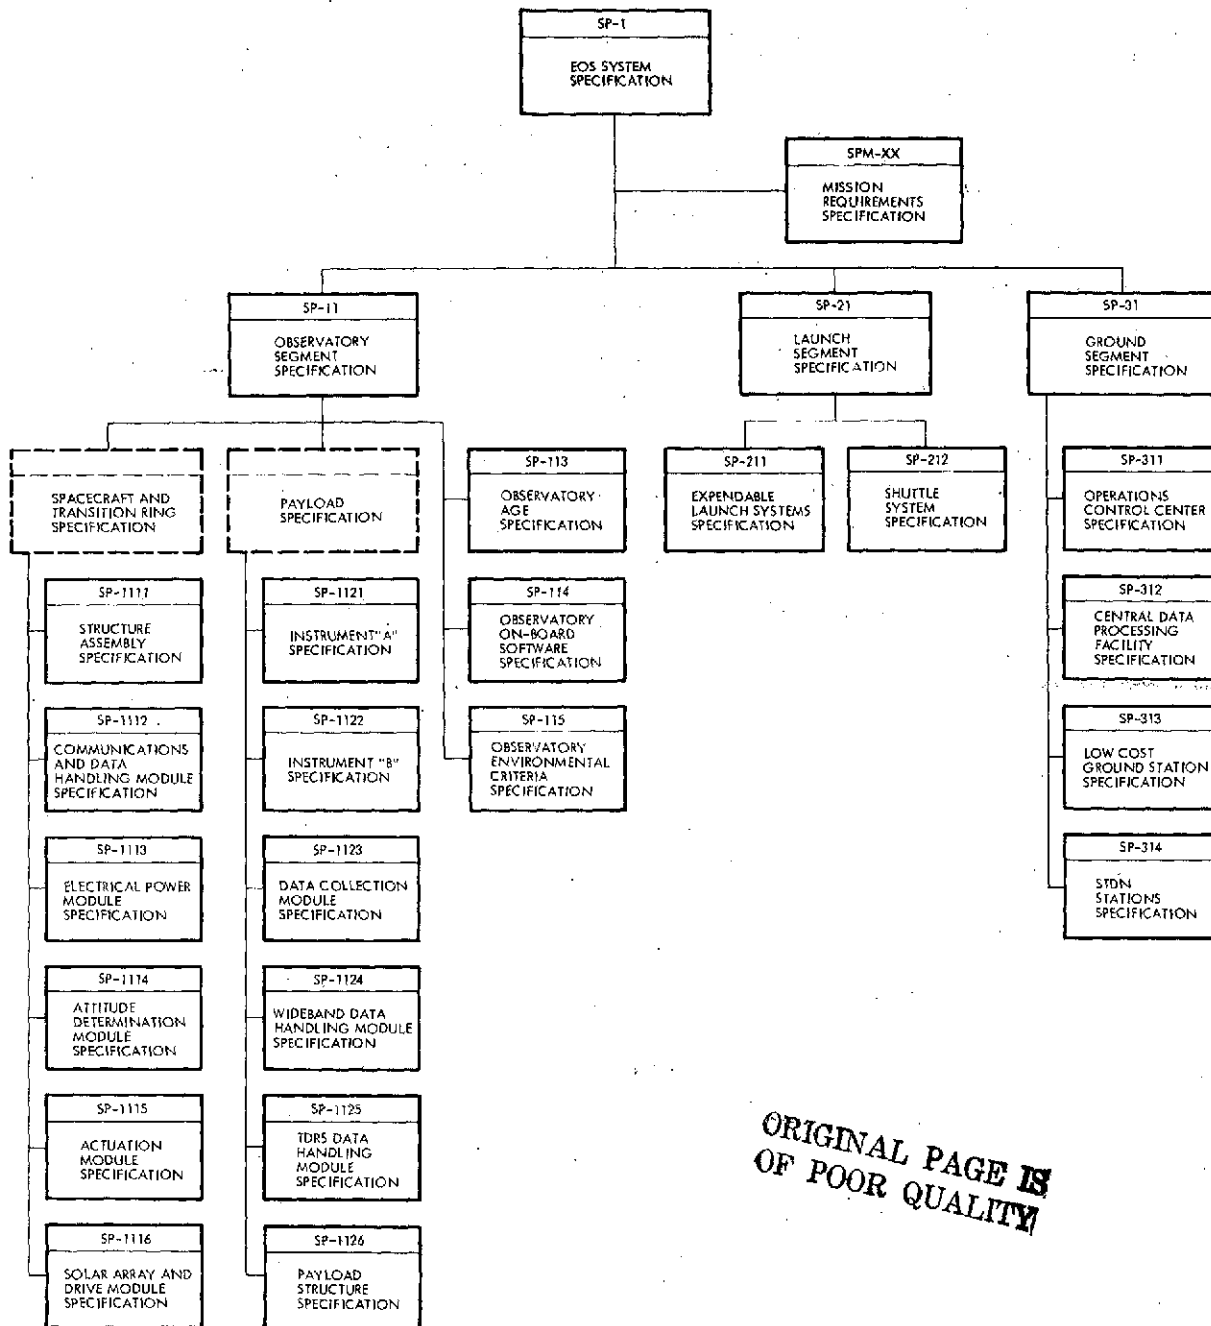 SP-1
EOS SYSTEM
SPECIFICATION
SPM-XX
MISSION
REQUIREMENTS
SPECIFICATION
SP-11
OBSERVATORY
SEGMENT
SPECIFICATION
SP-21
LAUNCH
SEGMENT
SPECIFICATION
SP-31
GROUND
SEGMENT
SPECIFICATION
SPACECRAFT AND
TRANSITION RING
SPECIFICATION
PAYLOAD
SPECIFICATION
SP-113
OBSERVATORY
AGE
SPECIFICATION
SP-211
EXPENDABLE
LAUNCH SYSTEMS
SPECIFICATION
SP-212
SHUTTLE
SYSTEM
SPECIFICATION
SP-311
OPERATIONS
CONTROL CENTER
SPECIFICATION
SP-1111
STRUCTURE
ASSEMBLY
SPECIFICATION
SP-1121
INSTRUMENT "A"
SPECIFICATION
SP-114
OBSERVATORY
ON-BOARD
SOFTWARE
SPECIFICATION
SP-312
CENTRAL DATA
PROCESSING
FACILITY
SPECIFICATION
SP-1112
COMMUNICATIONS
AND DATA
HANDLING MODULE
SPECIFICATION
SP-1122
INSTRUMENT "B"
SPECIFICATION
SP-115
OBSERVATORY
ENVIRONMENTAL
CRITERIA
SPECIFICATION
SP-313
LOW COST
GROUND STATION
SPECIFICATION
SP-1113
ELECTRICAL POWER
MODULE
SPECIFICATION
SP-1123
DATA COLLECTION
MODULE
SPECIFICATION
SP-314
STDN
STATIONS
SPECIFICATION
SP-1114
ATTITUDE
DETERMINATION
MODULE
SPECIFICATION
SP-1124
WIDEBAND DATA
HANDLING MODULE
SPECIFICATION
SP-1115
ACTUATION
MODULE
SPECIFICATION
SP-1125
TDRS DATA
HANDLING
MODULE
SPECIFICATION
SP-1116
SOLAR ARRAY AND
DRIVE MODULE
SPECIFICATION
SP-1126
PAYLOAD
STRUCTURE
SPECIFICATION
ORIGINAL PAGE IS
OF POOR QUALITY